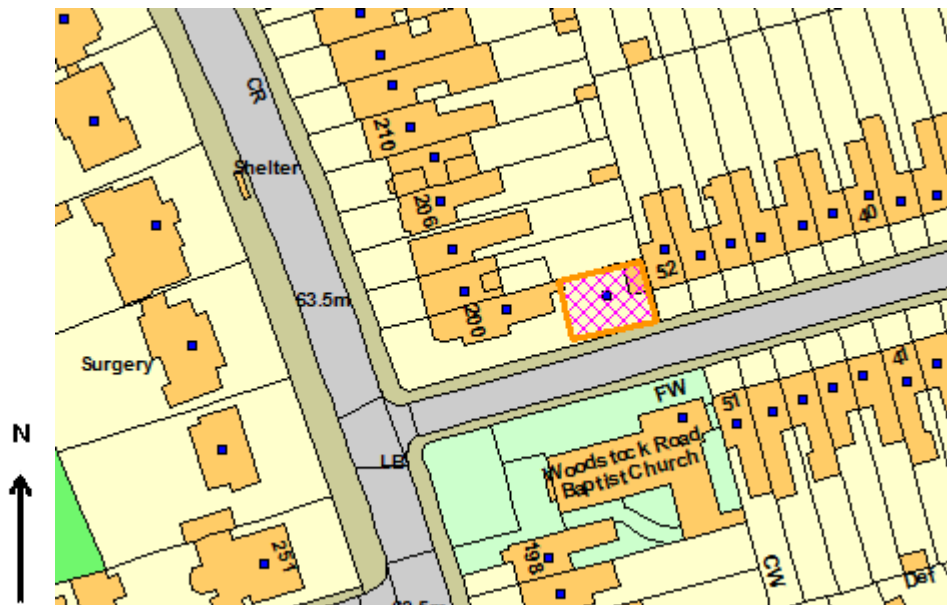 CR
210
Shelter
206
40
52
63.5m
200
Surgery
41
FW
51
N
LB
Woodstock Road
Baptist Church
198
251
CW
Def